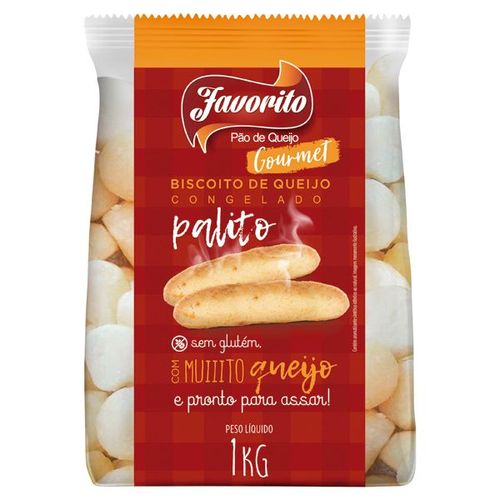 Favorito
Pão de Queijo
Gourmet
BISCOITO DE QUEIJO
CONGELADO
palito
sem glutém,
COM MUIIITO queijo
e pronto para assar!
PESO LÍQUIDO
1KG